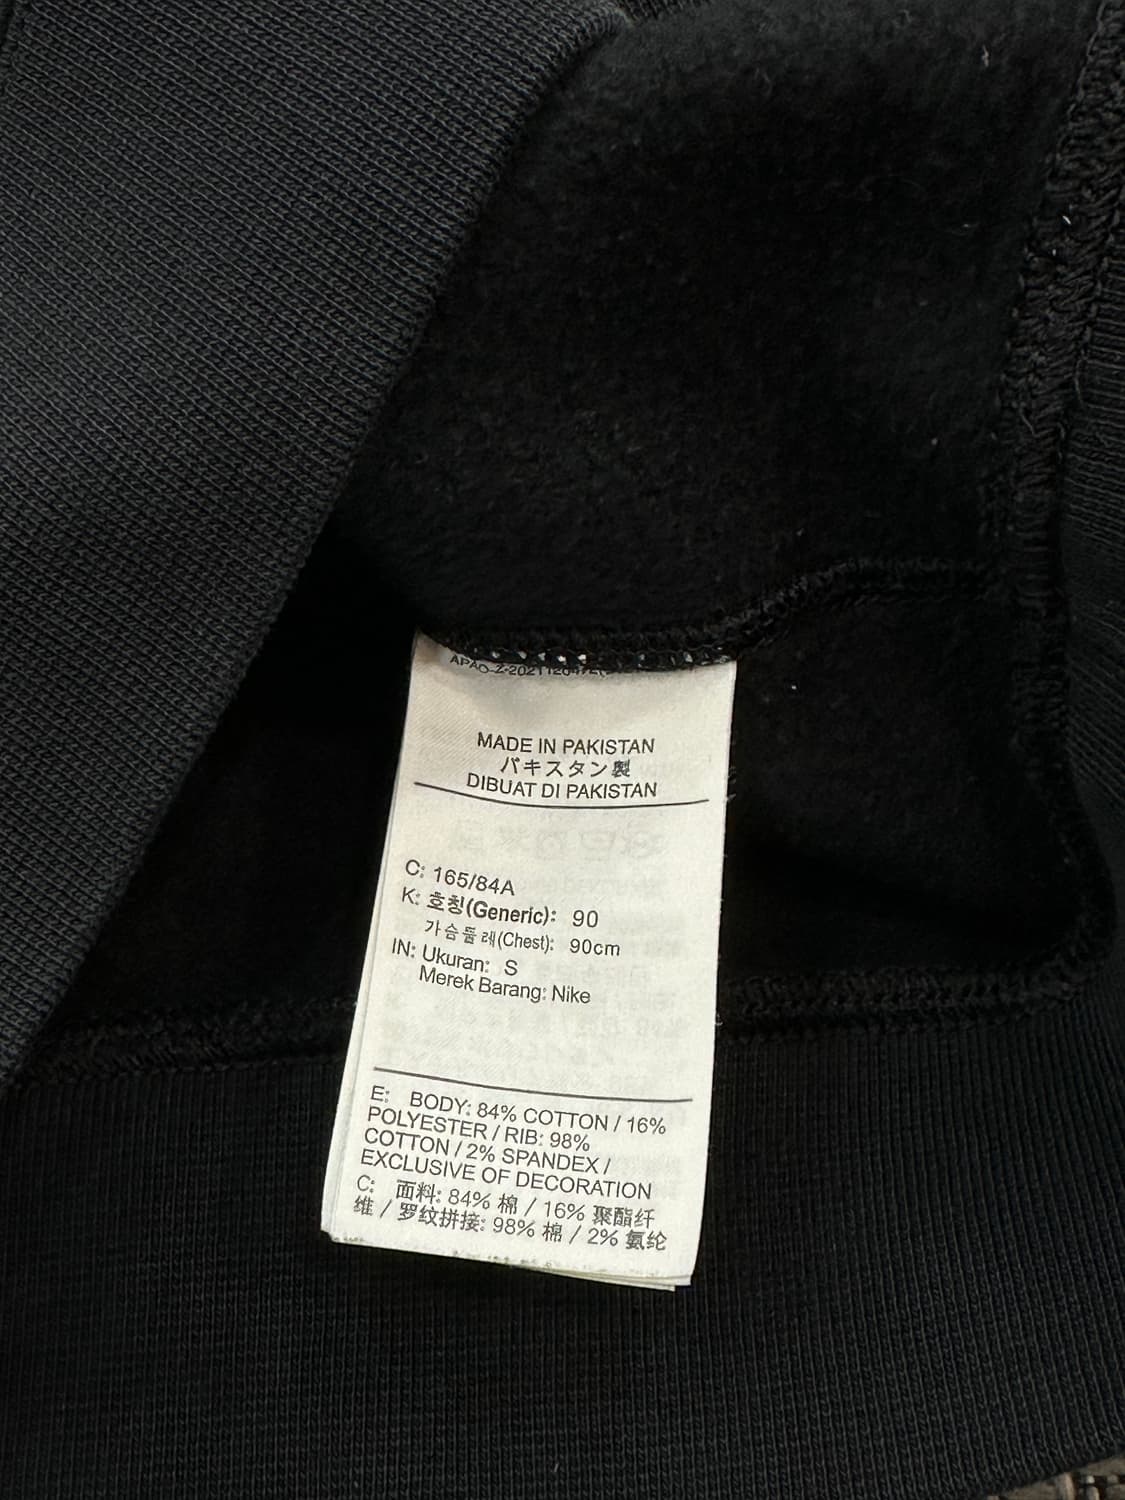 MADE IN PAKISTAN
パキスタン製
DIBUAT DI PAKISTAN
C: 165/84A
K: 호칭(Generic): 90
가슴둘레(Chest): 90cm
IN: Ukuran: S
Merek Barang: Nike
E: BODY: 84% COTTON / 16%
POLYESTER / RIB: 98%
COTTON / 2% SPANDEX /
EXCLUSIVE OF DECORATION
C: 面料: 84% 棉 / 16% 聚酯纤
维 / 罗纹拼接: 98% 棉 / 2% 氨纶